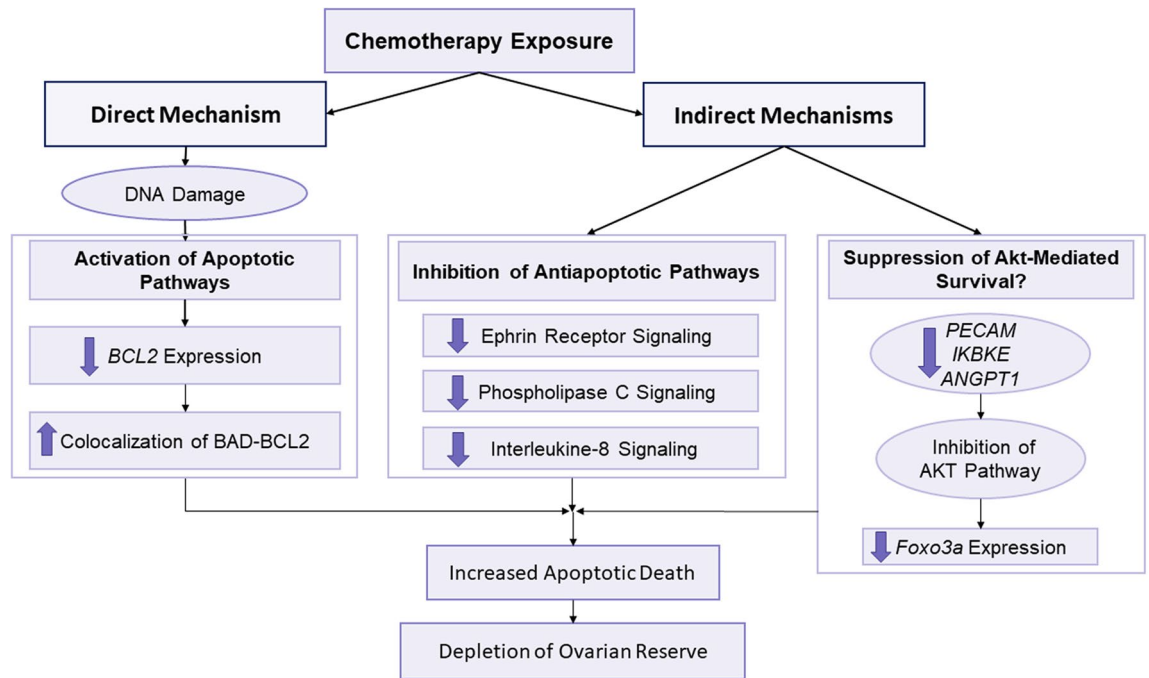 Chemotherapy Exposure
Direct Mechanism
Indirect Mechanisms
DNA Damage
Activation of Apoptotic
Pathways
BCL2 Expression
Colocalization of BAD-BCL2
Inhibition of Antiapoptotic Pathways
Ephrin Receptor Signaling
Phospholipase C Signaling
Interleukine-8 Signaling
Suppression of Akt-Mediated
Survival?
PECAM
IKBKE
ANGPT1
Inhibition of
AKT Pathway
Foxo3a Expression
Increased Apoptotic Death
Depletion of Ovarian Reserve